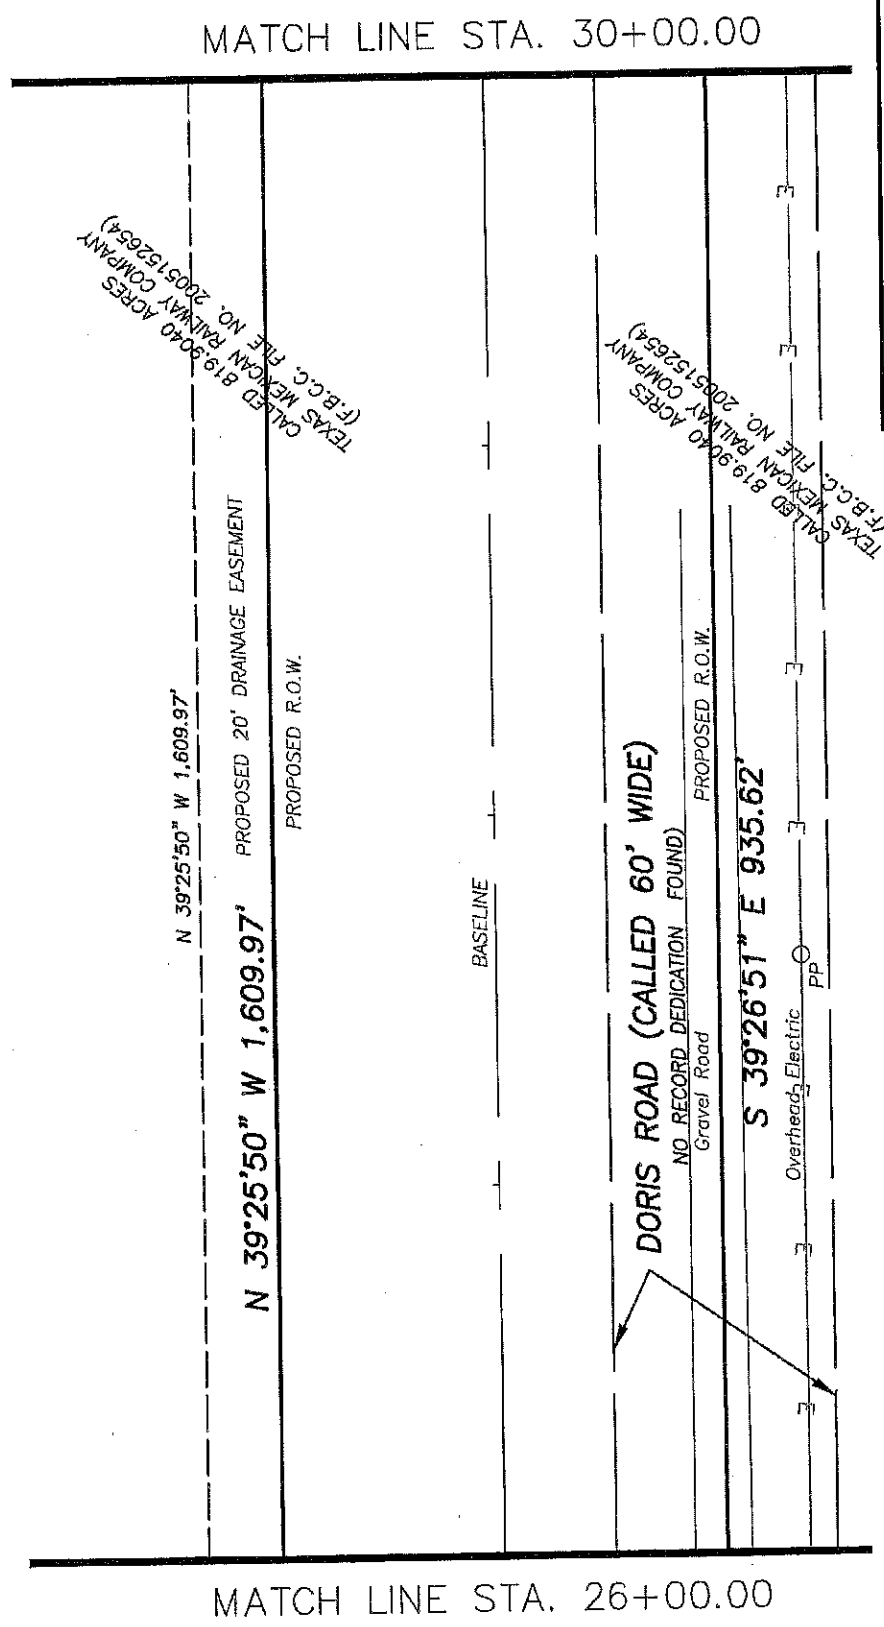 MATCH LINE STA. 30+00.00
CALLED 819.9040 ACRES
TEXAS MEXICAN RAILWAY COMPANY
(F.B.C.C. FILE NO. 2005152654)
CALLED 819.9040 ACRES
TEXAS MEXICAN RAILWAY COMPANY
(F.B.C.C. FILE NO. 2005152654)
N 39°25'50" W 1,609.97'
PROPOSED 20' DRAINAGE EASEMENT
N 39°25'50" W 1,609.97'
PROPOSED R.O.W.
BASELINE
DORIS ROAD (CALLED 60' WIDE)
NO RECORD DEDICATION FOUND)
Gravel Road
PROPOSED R.O.W.
S 39°26'51" E 935.62'
Overhead Electric
PP
E
E
E
E
E
E
MATCH LINE STA. 26+00.00